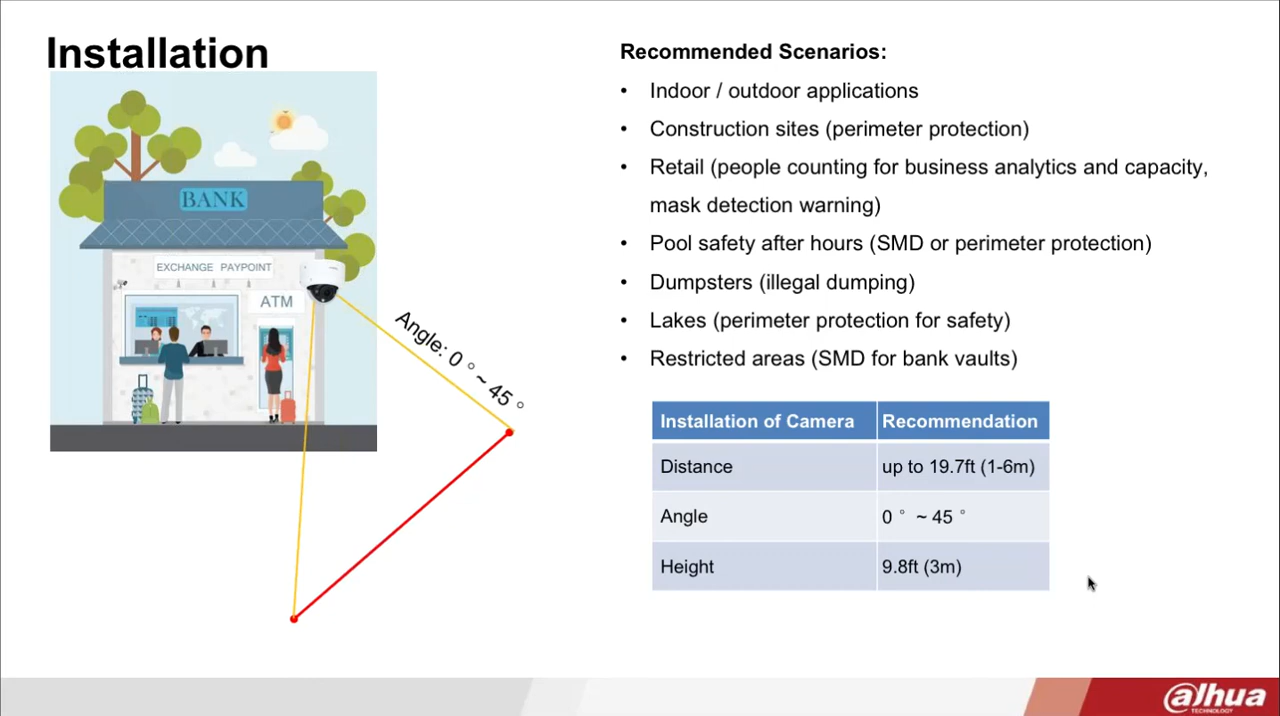 Installation
BANK
EXCHANGE PAYPOINT
ATM
Angle: 0 ° ~ 45 °
Recommended Scenarios:
• Indoor / outdoor applications
• Construction sites (perimeter protection)
• Retail (people counting for business analytics and capacity,
mask detection warning)
• Pool safety after hours (SMD or perimeter protection)
• Dumpsters (illegal dumping)
• Lakes (perimeter protection for safety)
• Restricted areas (SMD for bank vaults)
Installation of Camera Recommendation
Distance up to 19.7ft (1-6m)
Angle 0 ° ~ 45 °
Height 9.8ft (3m)
alhua
TECHNOLOGY